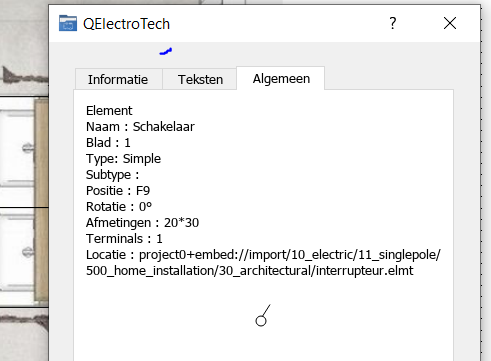 QElectroTech
Informatie
Teksten
Algemeen
Element
Naam : Schakelaar
Blad : 1
Type: Simple
Subtype :
Positie : F9
Rotatie : 0°
Afmetingen : 20*30
Terminals : 1
Locatie : project0+embed://import/10_electric/11_singlepole/
500_home_installation/30_architectural/interrupteur.elmt